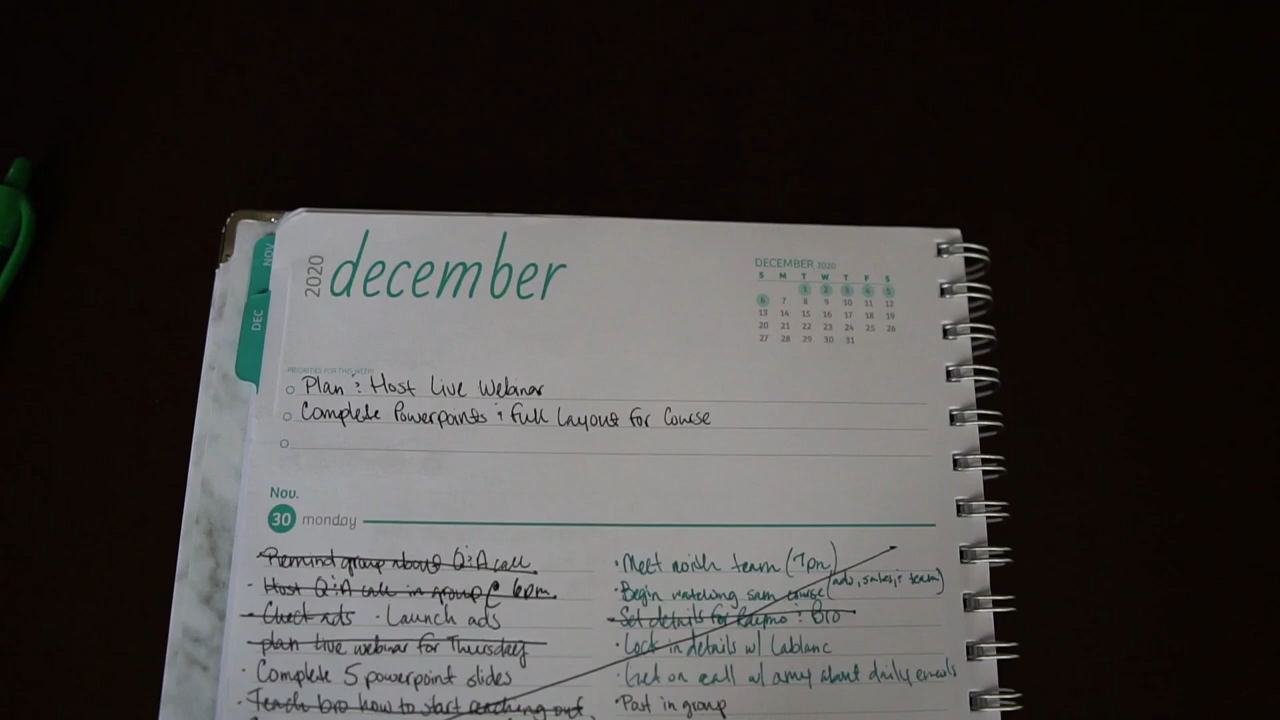 NOV
DEC
2020
december
DECEMBER 2020
S M T W T F S
1 2 3 4 5
6 7 8 9 10 11 12
13 14 15 16 17 18 19
20 21 22 23 24 25 26
27 28 29 30 31
PRIORITIES FOR THIS WEEK:
Plan & Host Live Webinar
Complete Powerpoints & Full Layout for Course
Nov.
30 monday
Remind group about Q&A call
- Host Q&A call in group @ 6pm
- Check ads · Launch ads
- plan live webinar for Thursday
· Complete 5 powerpoint slides
· Teach bro how to start reaching out
· Meet with team (7pm)
· Begin watching sam course (ads, sales, & team)
· Set details for & Bro
· Lock in details w/ Lablanc
· Get on call w/ amy about daily emails
· Post in group